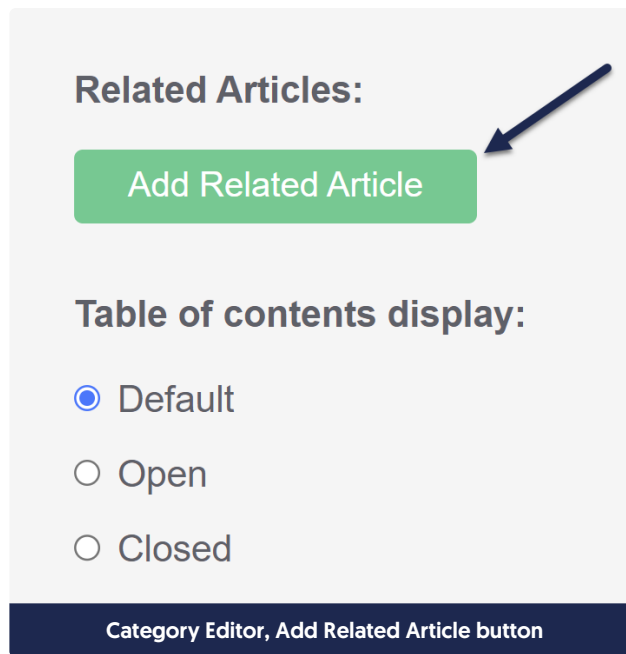 Related Articles:
Add Related Article
Table of contents display:
Default
Open
Closed
Category Editor, Add Related Article button